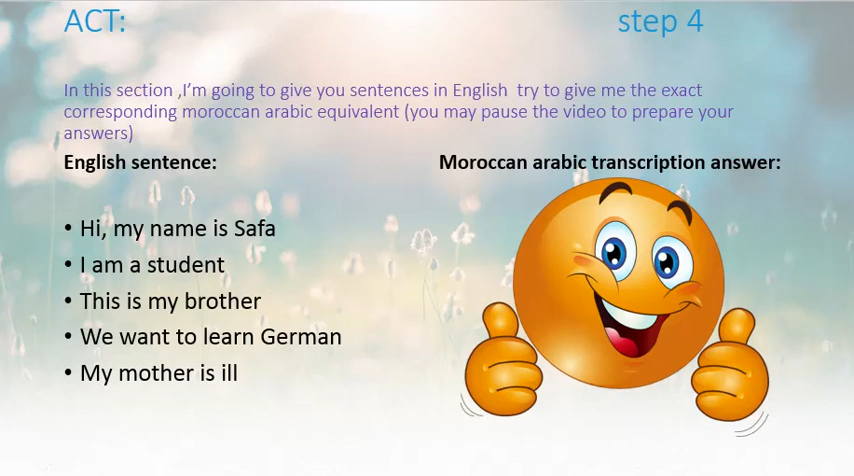 ACT: step 4
In this section ,I'm going to give you sentences in English  try to give me the exact
corresponding moroccan arabic equivalent (you may pause the video to prepare your
answers)
English sentence: Moroccan arabic transcription answer:
• Hi, my name is Safa
• I am a student
• This is my brother
• We want to learn German
• My mother is ill